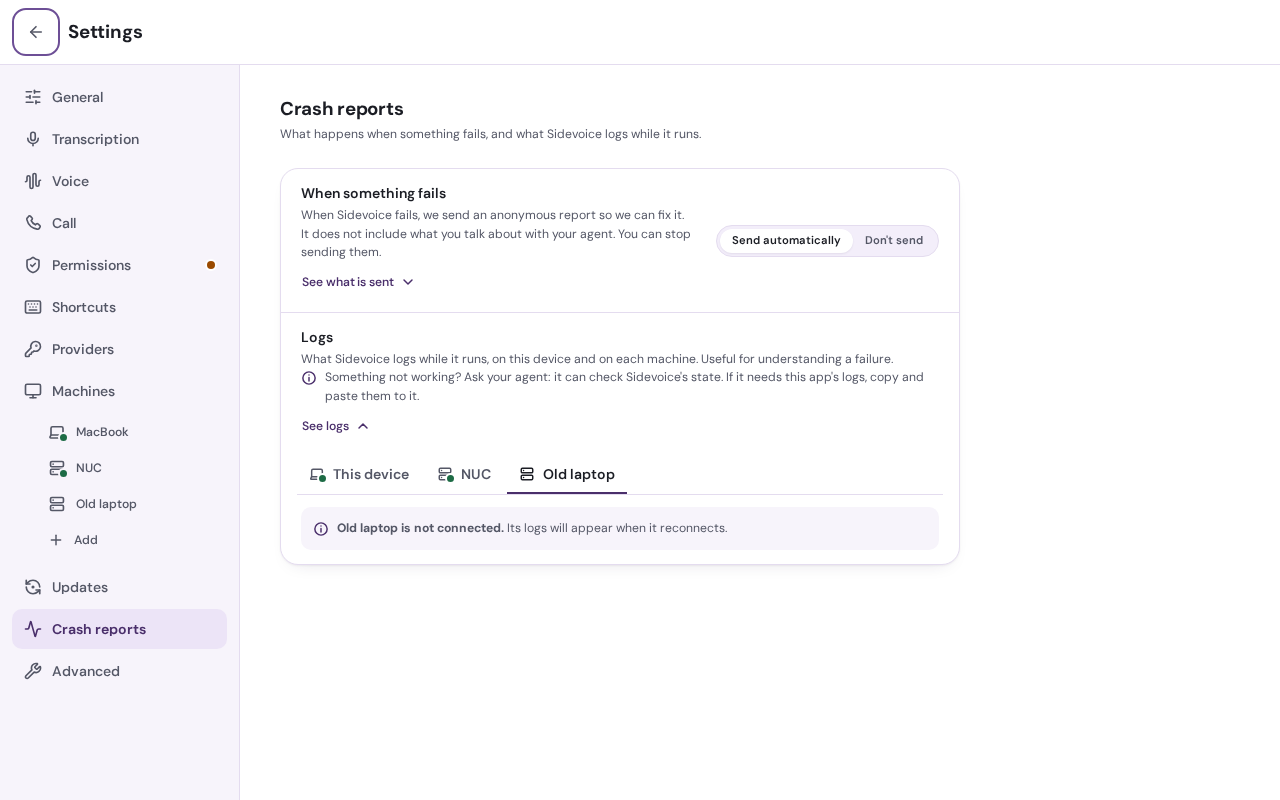 Settings
General
Transcription
Voice
Call
Permissions
Shortcuts
Providers
Machines
MacBook
NUC
Old laptop
Add
Updates
Crash reports
Advanced
Crash reports
What happens when something fails, and what Sidevoice logs while it runs.
When something fails
When Sidevoice fails, we send an anonymous report so we can fix it.
It does not include what you talk about with your agent. You can stop
sending them.
Send automatically
Don't send
See what is sent
Logs
What Sidevoice logs while it runs, on this device and on each machine. Useful for understanding a failure.
Something not working? Ask your agent: it can check Sidevoice's state. If it needs this app's logs, copy and
paste them to it.
See logs
This device
NUC
Old laptop
Old laptop is not connected. Its logs will appear when it reconnects.